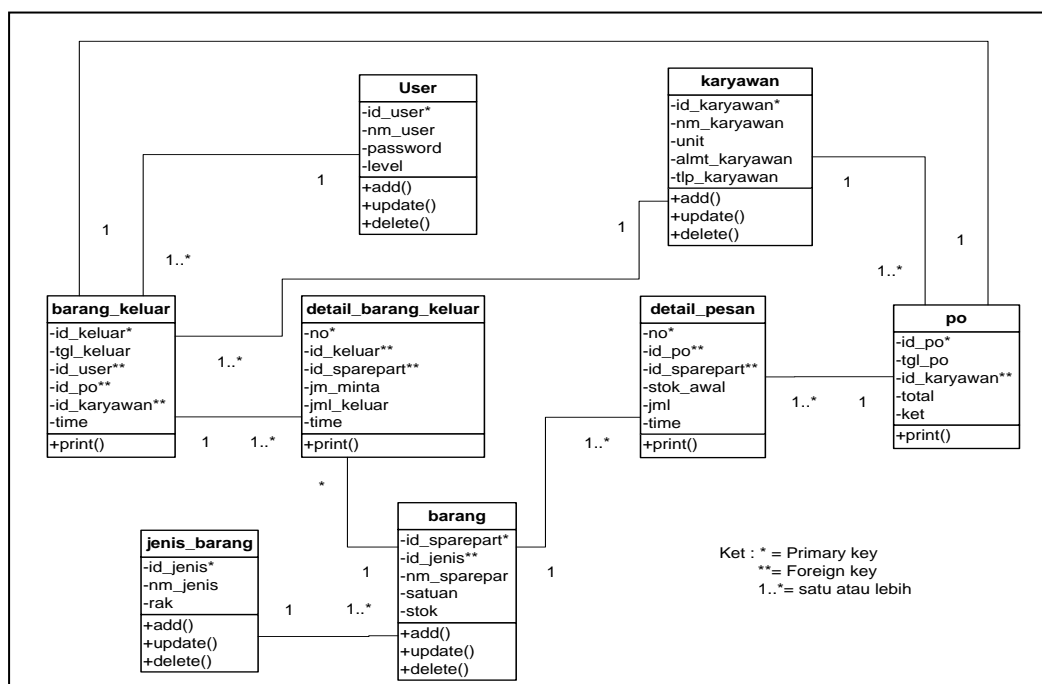 User
-id_user*
-nm_user
-password
-level
+add()
+update()
+delete()
karyawan
-id_karyawan*
-nm_karyawan
-unit
-almt_karyawan
-tlp_karyawan
+add()
+update()
+delete()
1
1
1
1
1
1..*
1..*
barang_keluar
-id_keluar*
-tgl_keluar
-id_user**
-id_po**
-id_karyawan**
-time
+print()
detail_barang_keluar
-no*
-id_keluar**
-id_sparepart**
-jm_minta
-jml_keluar
-time
+print()
detail_pesan
-no*
-id_po**
-id_sparepart**
-stok_awal
-jml
-time
+print()
po
-id_po*
-tgl_po
-id_karyawan**
-total
-ket
+print()
1..*
1
1..*
1..*
1..*
1
*
jenis_barang
-id_jenis*
-nm_jenis
-rak
+add()
+update()
+delete()
barang
-id_sparepart*
-id_jenis**
-nm_sparepar
-satuan
-stok
+add()
+update()
+delete()
1
1
1..*
1
Ket : * = Primary key
**= Foreign key
1..*= satu atau lebih